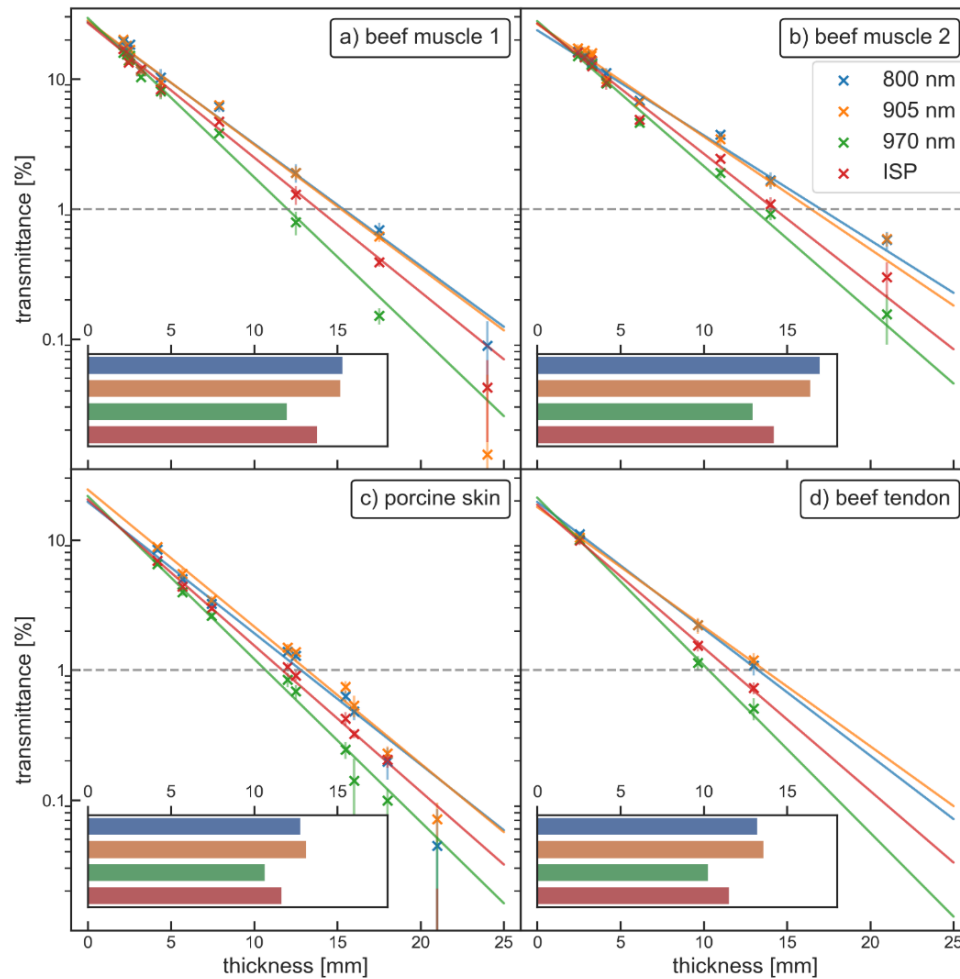 a) beef muscle 1
b) beef muscle 2
800 nm
905 nm
970 nm
ISP
transmittance [%]
10
1
0.1
0 5 10 15
0 5 10 15
c) porcine skin
d) beef tendon
transmittance [%]
10
1
0.1
0 5 10 15
0 5 10 15
0 5 10 15 20 25
0 5 10 15 20 25
thickness [mm]
thickness [mm]